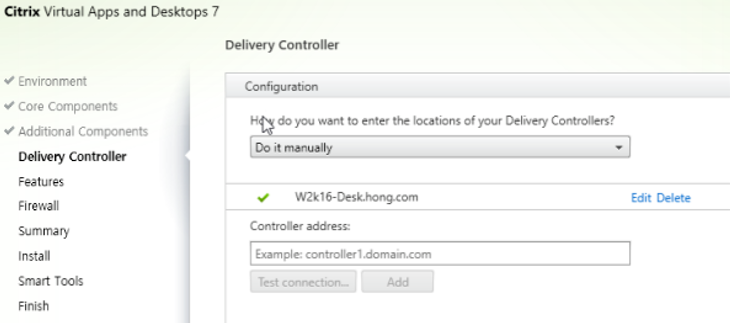 Citrix Virtual Apps and Desktops 7
Delivery Controller
Environment
Core Components
Additional Components
Delivery Controller
Features
Firewall
Summary
Install
Smart Tools
Finish
Configuration
How do you want to enter the locations of your Delivery Controllers?
Do it manually
W2k16-Desk.hong.com Edit Delete
Controller address:
Example: controller1.domain.com
Test connection... Add